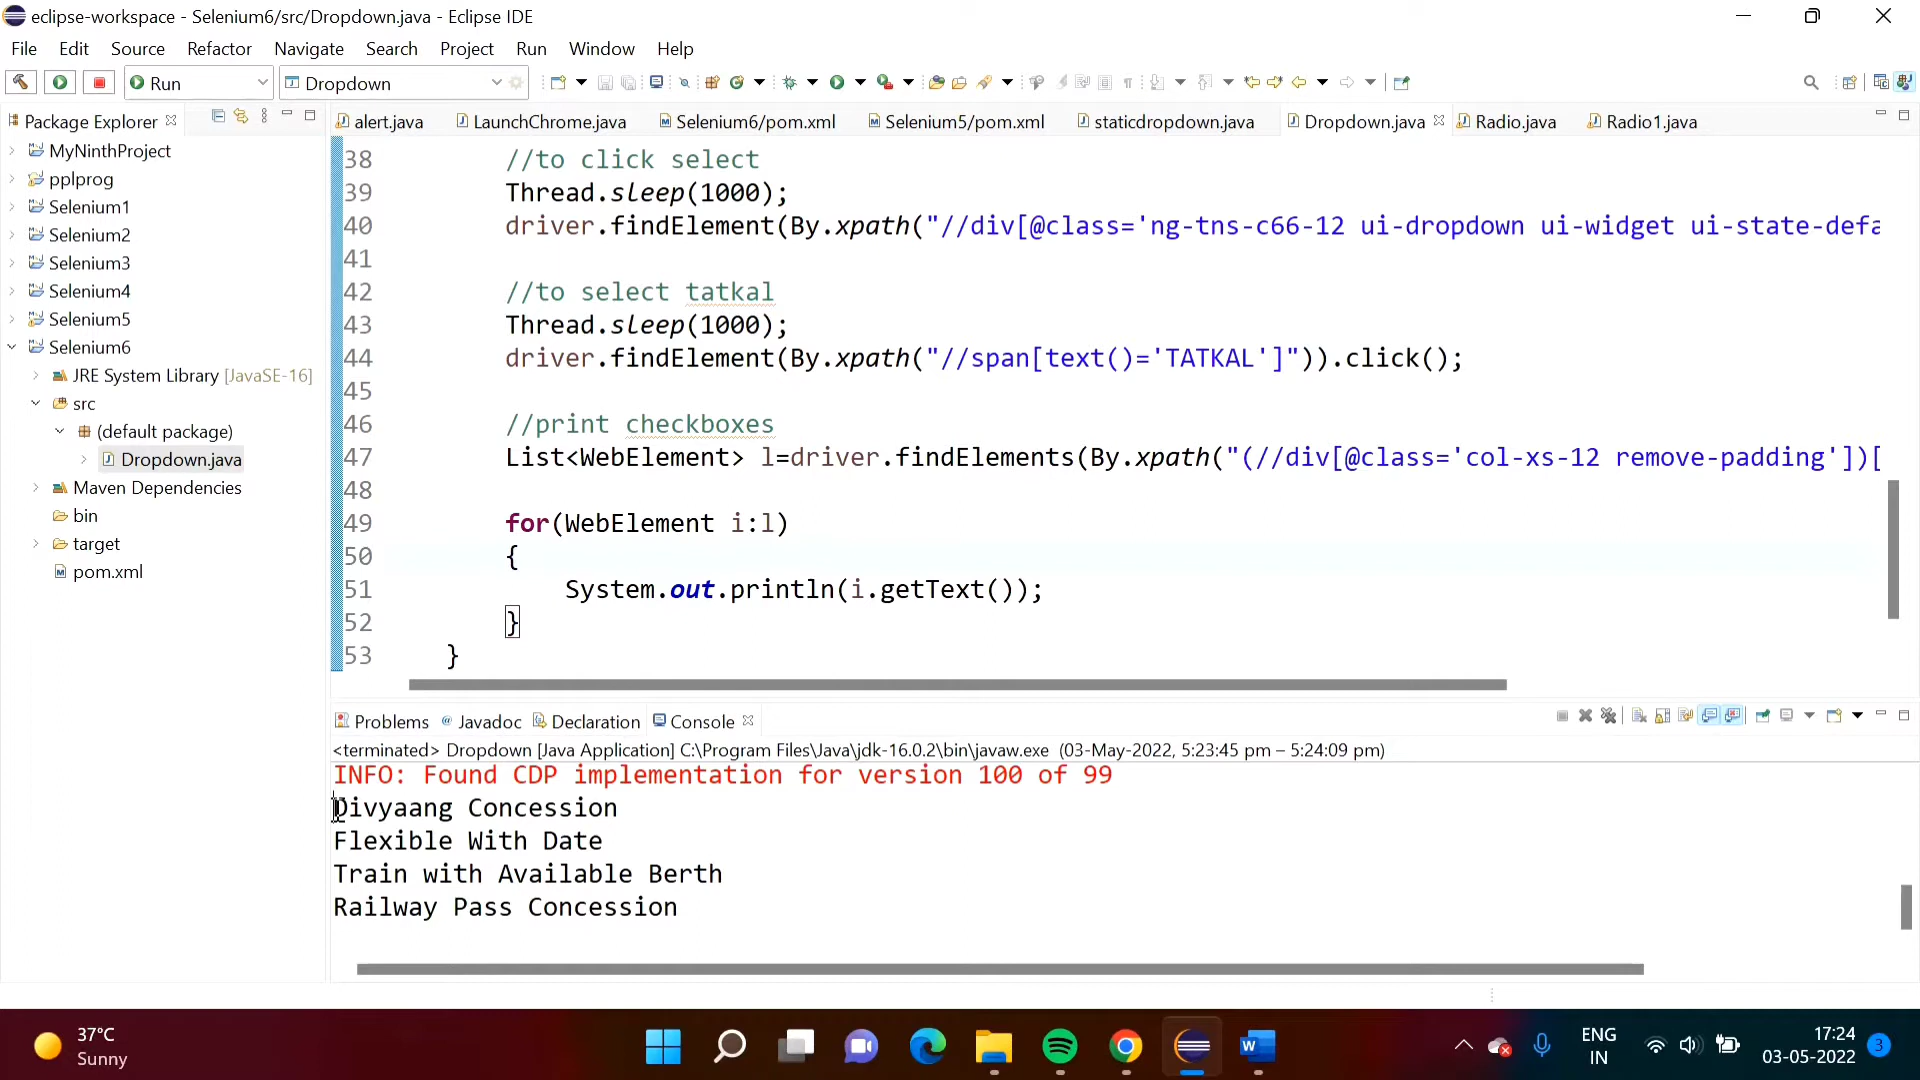 eclipse-workspace - Selenium6/src/Dropdown.java - Eclipse IDE
File Edit Source Refactor Navigate Search Project Run Window Help
Run Dropdown
Package Explorer
alert.java LaunchChrome.java Selenium6/pom.xml Selenium5/pom.xml staticdropdown.java Dropdown.java Radio.java Radio1.java
MyNinthProject
pplprog
Selenium1
Selenium2
Selenium3
Selenium4
Selenium5
Selenium6
JRE System Library [JavaSE-16]
src
(default package)
Dropdown.java
Maven Dependencies
bin
target
pom.xml
38 //to click select
39 Thread.sleep(1000);
40 driver.findElement(By.xpath("//div[@class='ng-tns-c66-12 ui-dropdown ui-widget ui-state-defa
41
42 //to select tatkal
43 Thread.sleep(1000);
44 driver.findElement(By.xpath("//span[text()='TATKAL']")).click();
45
46 //print checkboxes
47 List<WebElement> l=driver.findElements(By.xpath("(//div[@class='col-xs-12 remove-padding'])[
48
49 for(WebElement i:l)
50 {
51 System.out.println(i.getText());
52 }
53 }
Problems @ Javadoc Declaration Console
<terminated> Dropdown [Java Application] C:\Program Files\Java\jdk-16.0.2\bin\javaw.exe (03-May-2022, 5:23:45 pm – 5:24:09 pm)
INFO: Found CDP implementation for version 100 of 99
Divyaang Concession
Flexible With Date
Train with Available Berth
Railway Pass Concession
37°C
Sunny
W
ENG
IN
17:24
03-05-2022
3